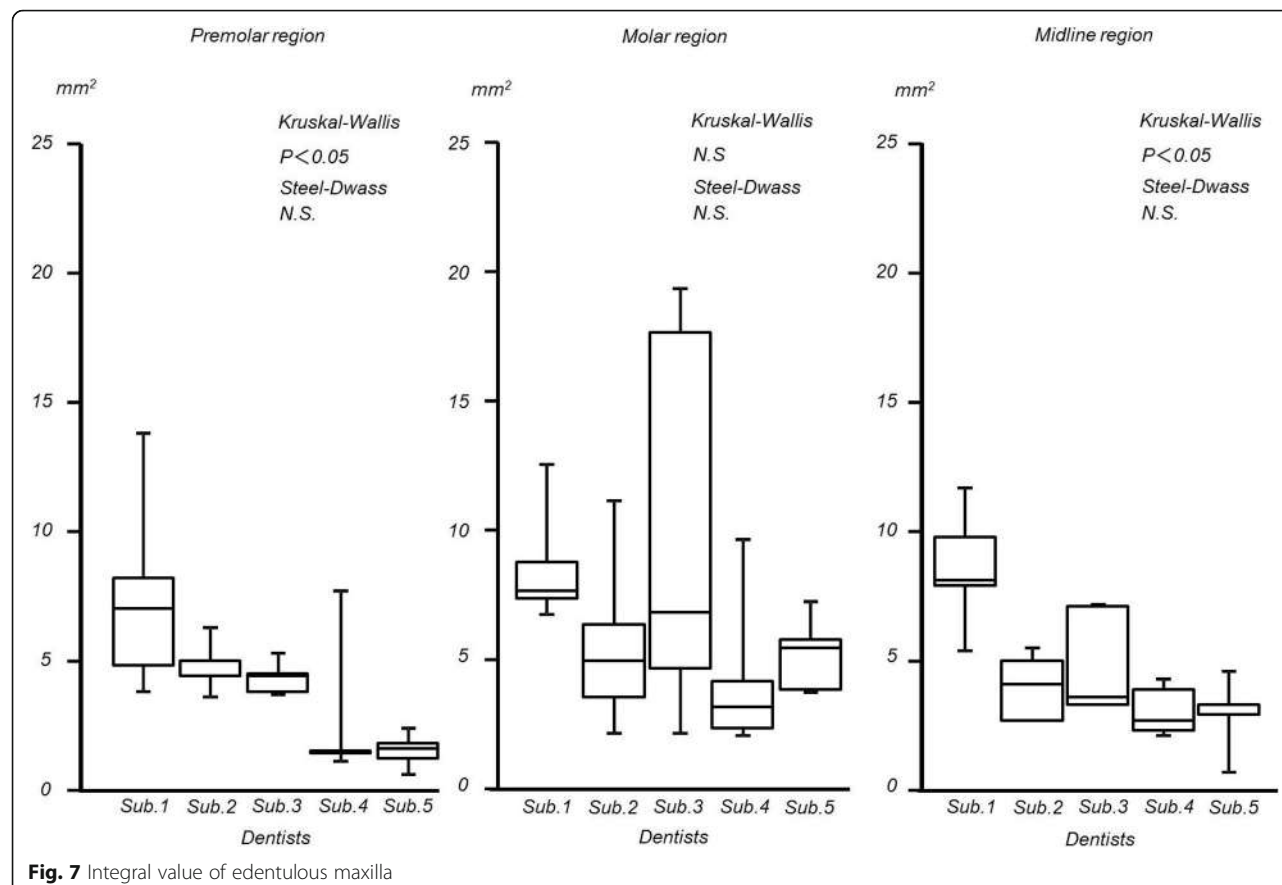 Premolar region
mm²
Kruskal-Wallis
P<0.05
Steel-Dwass
N.S.
25
20
15
10
5
0
Sub.1 Sub.2 Sub.3 Sub.4 Sub.5
Dentists
Molar region
mm²
Kruskal-Wallis
N.S
Steel-Dwass
N.S.
25
20
15
10
5
0
Sub.1 Sub.2 Sub.3 Sub.4 Sub.5
Dentists
Midline region
mm²
Kruskal-Wallis
P<0.05
Steel-Dwass
N.S.
25
20
15
10
5
0
Sub.1 Sub.2 Sub.3 Sub.4 Sub.5
Dentists
Fig. 7 Integral value of edentulous maxilla